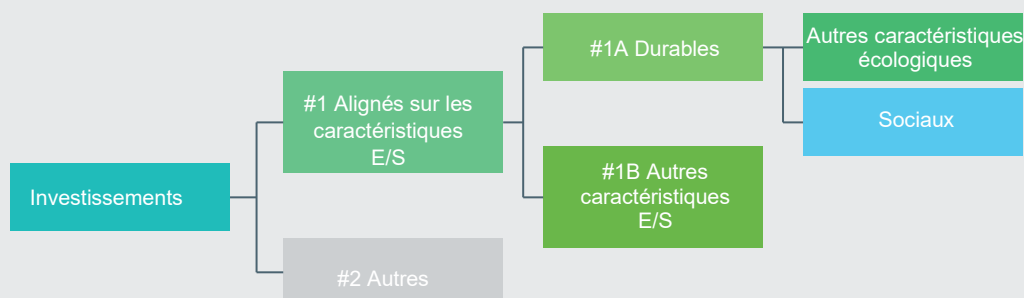 Investissements
#1 Alignés sur les
caractéristiques
E/S
#2 Autres
#1A Durables
#1B Autres
caractéristiques
E/S
Autres caractéristiques
écologiques
Sociaux